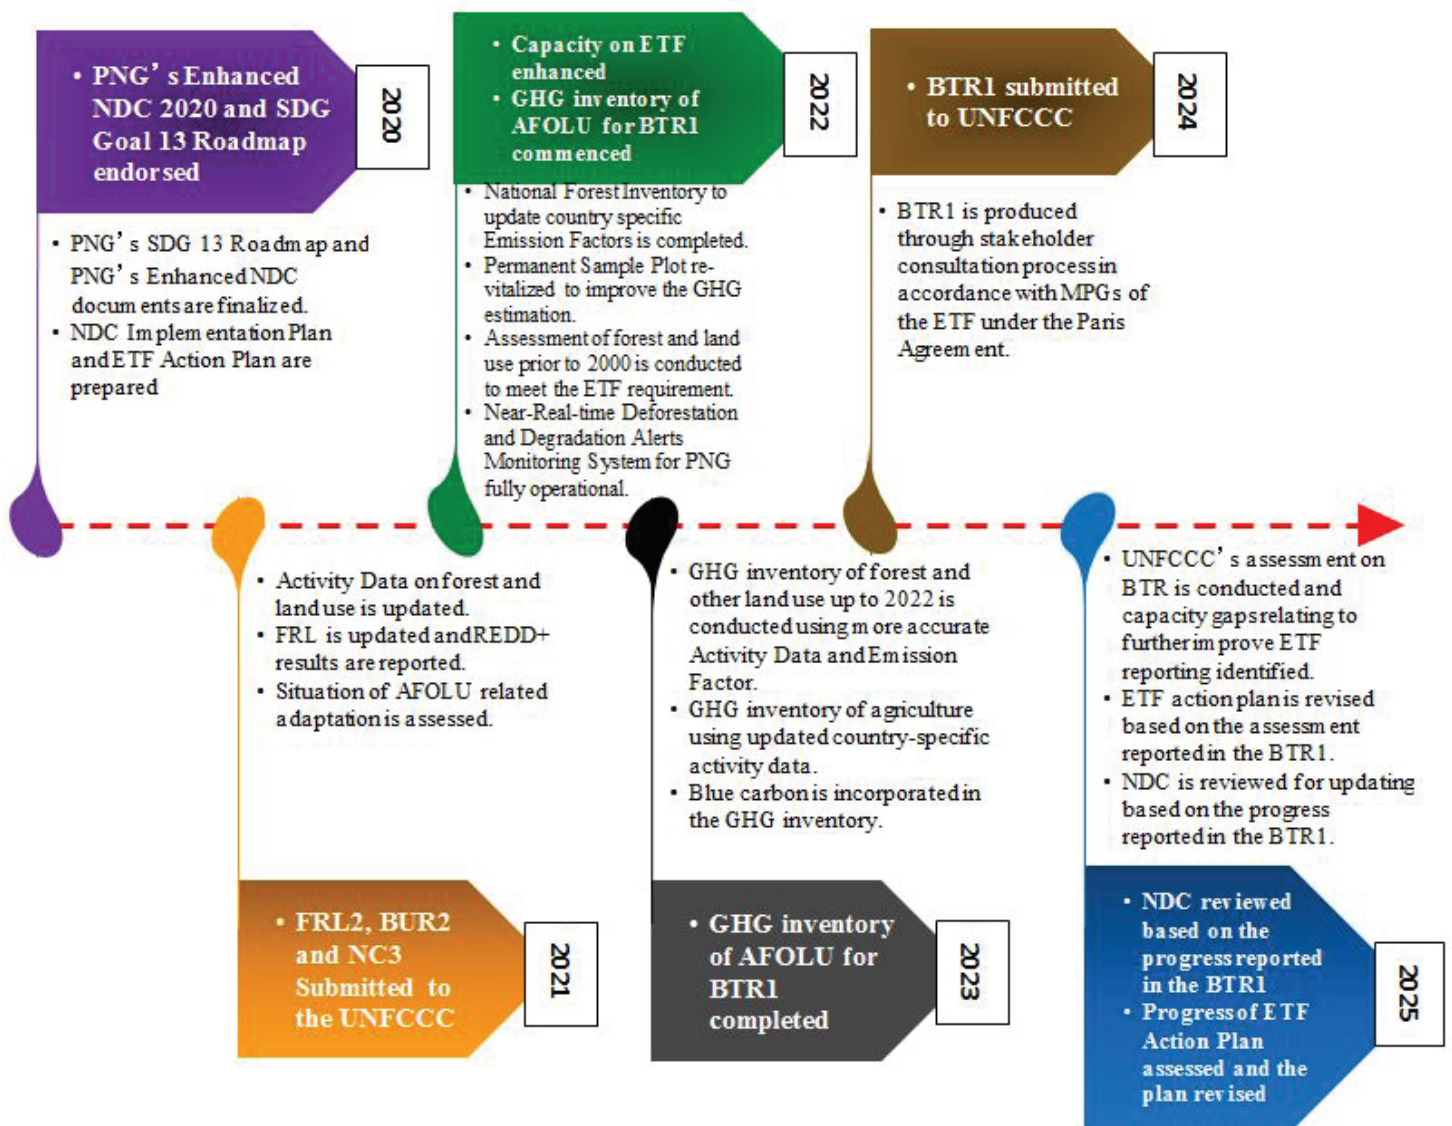 • PNG’s Enhanced
NDC 2020 and SDG
Goal 13 Roadmap
endorsed
2020
• PNG’s SDG 13 Roadmap and
PNG’s Enhanced NDC
documents are finalized.
• NDC Implementation Plan
and ETF Action Plan are
prepared
• Capacity on ETF
enhanced
• GHG inventory of
AFOLU for BTR1
commenced
2022
• National Forest Inventory to
update country specific
Emission Factors is completed.
• Permanent Sample Plot re-
vitalized to improve the GHG
estimation.
• Assessment of forest and land
use prior to 2000 is conducted
to meet the ETF requirement.
• Near-Real-time Deforestation
and Degradation Alerts
Monitoring System for PNG
fully operational.
• BTR1 submitted
to UNFCCC
2024
• BTR1 is produced
through stakeholder
consultation process in
accordance with MPGs of
the ETF under the Paris
Agreement.
• Activity Data on forest and
land use is updated.
• FRL is updated and REDD+
results are reported.
• Situation of AFOLU related
adaptation is assessed.
• FRL2, BUR2
and NC3
Submitted to
the UNFCCC
2021
• GHG inventory of forest and
other land use up to 2022 is
conducted using more accurate
Activity Data and Emission
Factor.
• GHG inventory of agriculture
using updated country-specific
activity data.
• Blue carbon is incorporated in
the GHG inventory.
• GHG inventory
of AFOLU for
BTR1
completed
2023
• UNFCCC’s assessment on
BTR is conducted and
capacity gaps relating to
further improve ETF
reporting identified.
• ETF action plan is revised
based on the assessment
reported in the BTR1.
• NDC is reviewed for updating
based on the progress
reported in the BTR1.
• NDC reviewed
based on the
progress reported
in the BTR1
• Progress of ETF
Action Plan
assessed and the
plan revised
2025